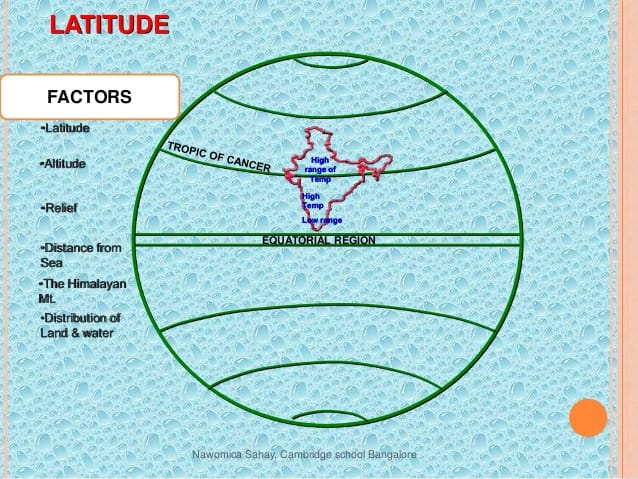 LATITUDE
FACTORS
•Latitude
•Altitude
•Relief
•Distance from
Sea
•The Himalayan
Mt.
•Distribution of
Land & water
TROPIC OF CANCER
High
range of
Temp
High
Temp
Low range
EQUATORIAL REGION
Nawomica Sahay, Cambridge school Bangalore